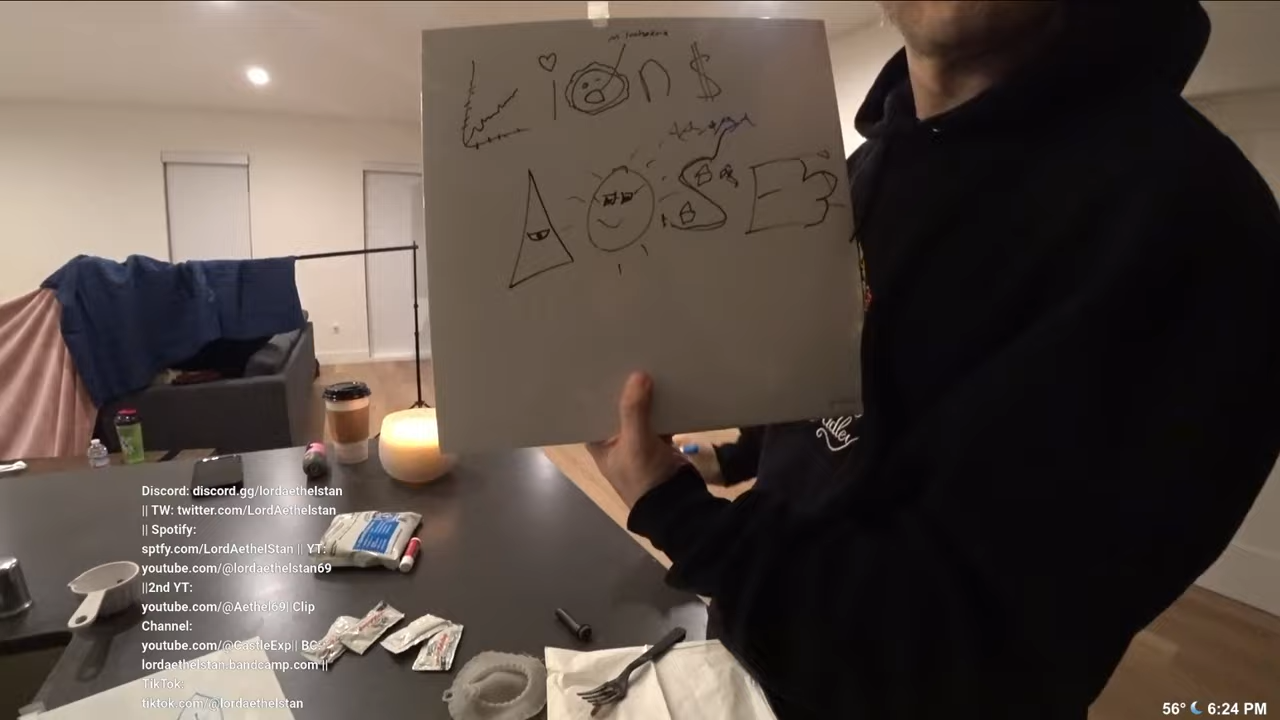 Lion$
AOSE
Discord: discord.gg/lordaethelstan
|| TW: twitter.com/LordAethelstan
|| Spotify:
sptfy.com/LordAethelStan || YT:
youtube.com/@lordaethelstan69
||2nd YT:
youtube.com/@Aethel69|| Clip
Channel:
youtube.com/@CastleExp|| BC:
lordaethelstan.bandcamp.com ||
TikTok:
tiktok.com/@lordaethelstan
56° 6:24 PM